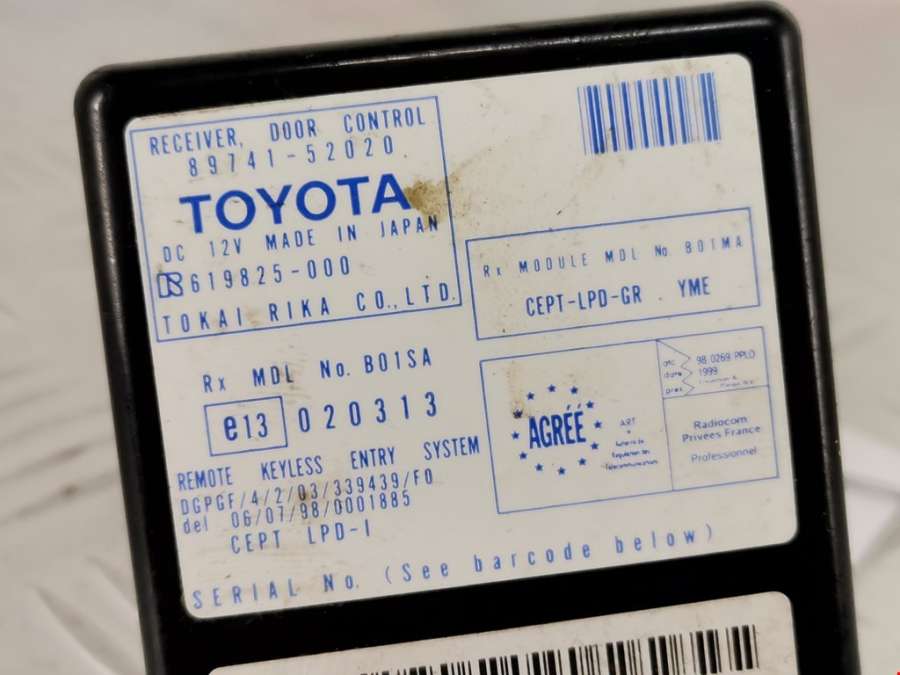 RECEIVER, DOOR CONTROL
89741-52020
TOYOTA
DC 12V MADE IN JAPAN
619825-000
TOKAI RIKA CO.,LTD.
Rx MODULE MDL No. B01MA
CEPT-LPD-GR YME
Rx MDL No. B01SA
e13 020313
AGRÉÉ
A.R.T
98.0269 PPL0
date 1999
Radiocom
Privées France
Professionnel
REMOTE KEYLESS ENTRY SYSTEM
DGPGF/4/2/03/339439/F0
del 06/07/98/0001885
CEPT LPD-I
SERIAL No. (See barcode below)